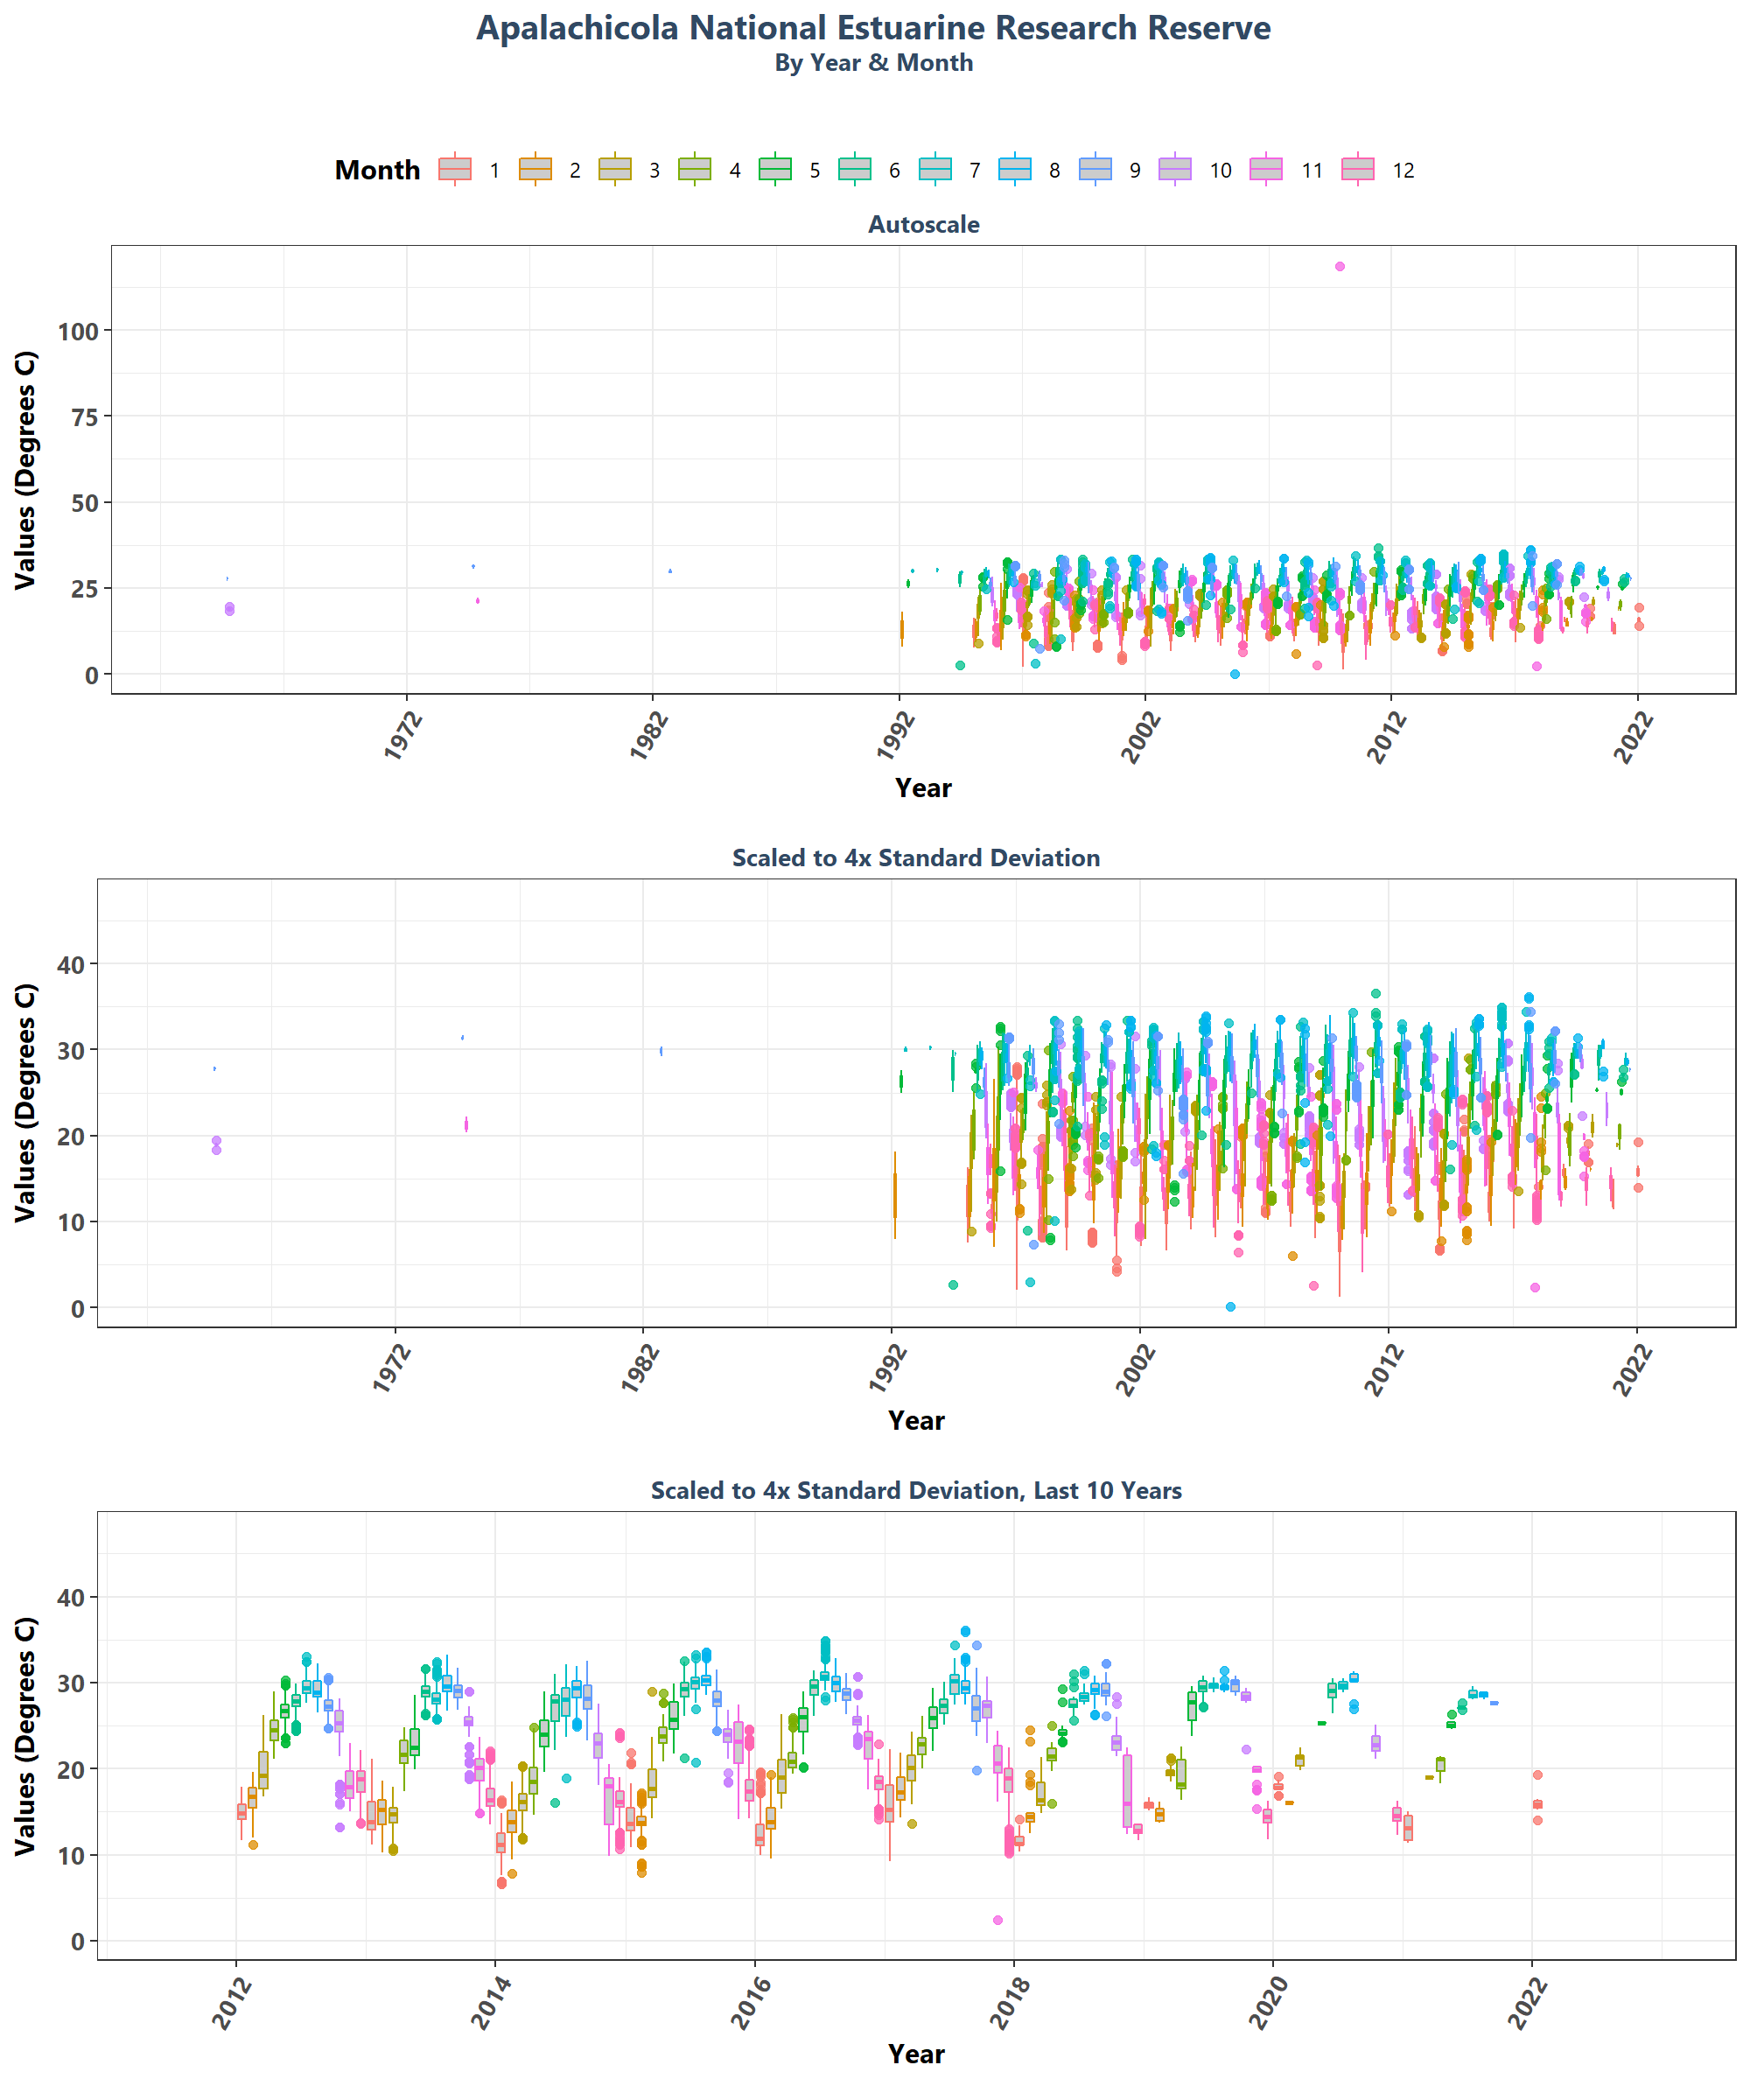 Apalachicola National Estuarine Research Reserve
By Year & Month
Month 1 2 3 4 5 6 7 8 9 10 11 12
Autoscale
Values (Degrees C)
100
75
50
25
0
1972 1982 1992 2002 2012 2022
Year
Scaled to 4x Standard Deviation
Values (Degrees C)
40
30
20
10
0
1972 1982 1992 2002 2012 2022
Year
Scaled to 4x Standard Deviation, Last 10 Years
Values (Degrees C)
40
30
20
10
0
2012 2014 2016 2018 2020 2022
Year